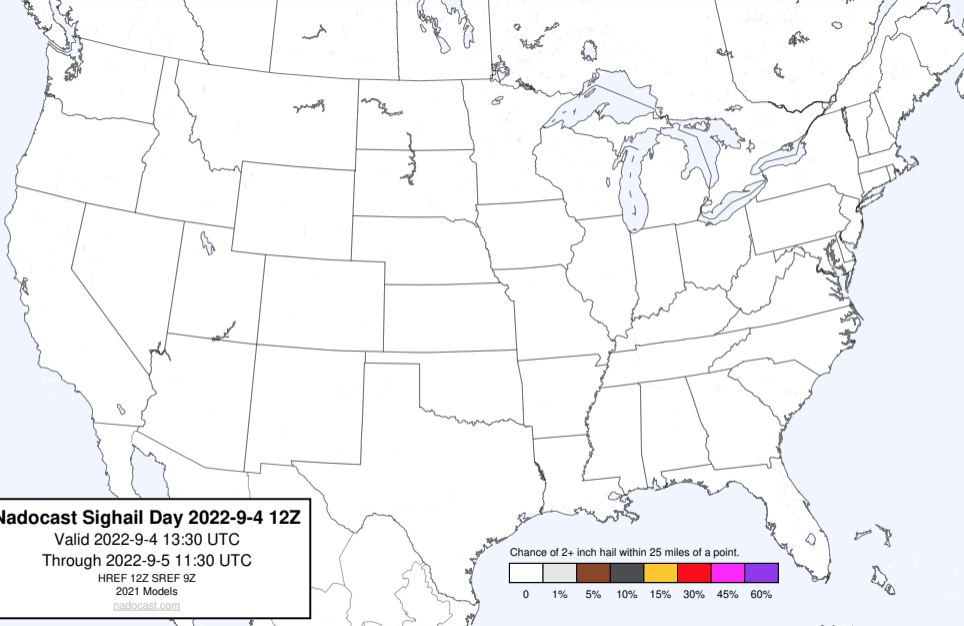 Nadocast Sighail Day 2022-9-4 12Z
Valid 2022-9-4 13:30 UTC
Through 2022-9-5 11:30 UTC
HREF 12Z SREF 9Z
2021 Models
nadocast.com
Chance of 2+ inch hail within 25 miles of a point.
0 1% 5% 10% 15% 30% 45% 60%